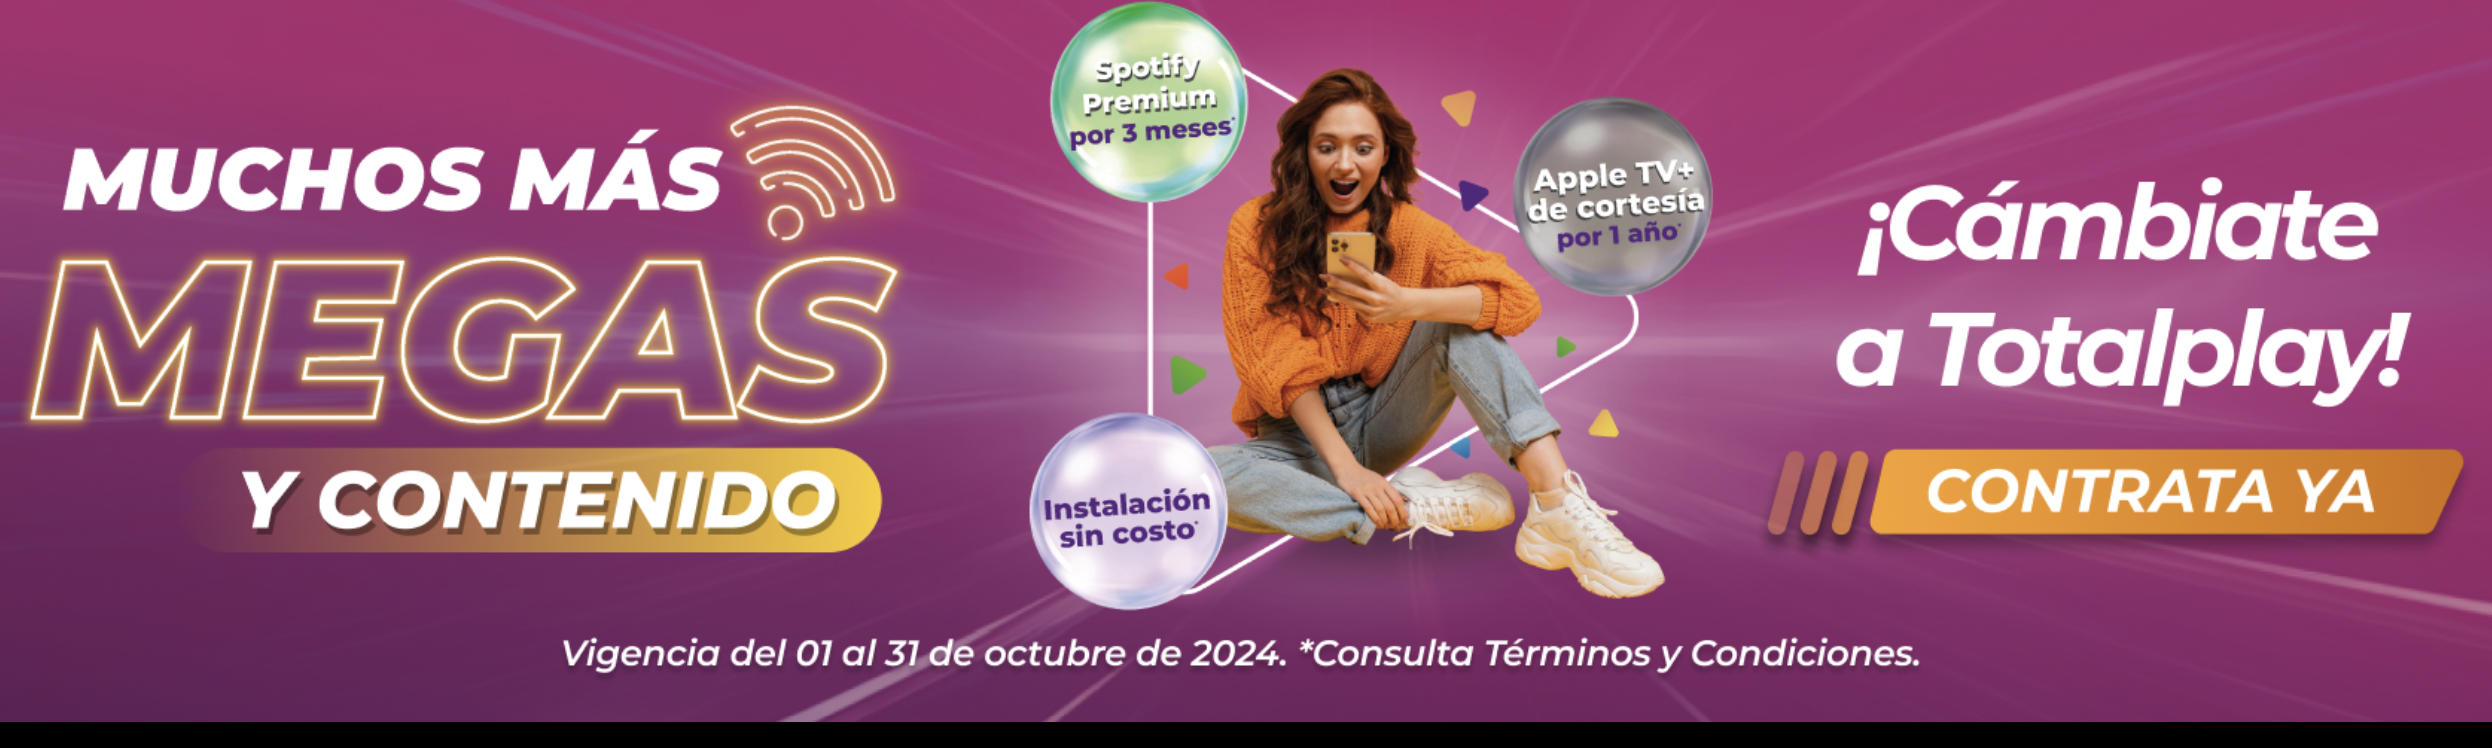 MUCHOS MÁS
MEGAS
Y CONTENIDO
Spotify
Premium
por 3 meses*
Apple TV+
de cortesía
por 1 año*
Instalación
sin costo*
¡Cámbiate
a Totalplay!
CONTRATA YA
Vigencia del 01 al 31 de octubre de 2024. *Consulta Términos y Condiciones.